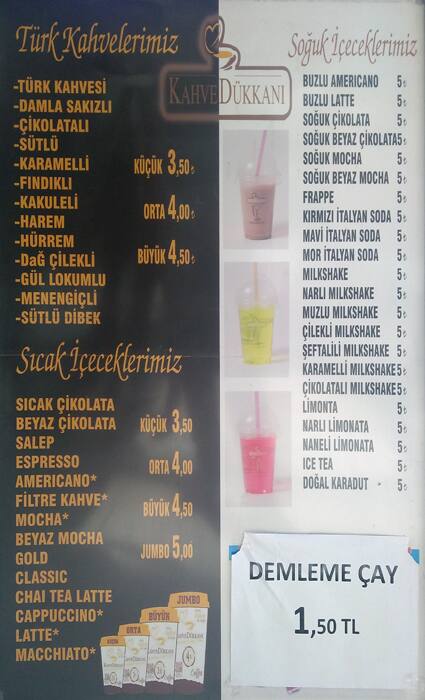 Türk Kahvelerimiz
-TÜRK KAHVESİ
-DAMLA SAKIZLI
-ÇİKOLATALI
-SÜTLÜ
-KARAMELLİ
-FINDIKLI
-KAKULELİ
-HAREM
-HÜRREM
-DaĞ ÇİLEKLİ
-GÜL LOKUMLU
-MENENGİÇLİ
-SÜTLÜ DİBEK
KÜÇÜK 3,50₺
ORTA 4,00₺
BÜYÜK 4,50₺
Sıcak İçeceklerimiz
SICAK ÇİKOLATA
BEYAZ ÇİKOLATA
SALEP
ESPRESSO
AMERICANO*
FİLTRE KAHVE*
MOCHA*
BEYAZ MOCHA
GOLD
CLASSIC
CHAI TEA LATTE
CAPPUCCINO*
LATTE*
MACCHIATO*
KÜÇÜK 3,50
ORTA 4,00
BÜYÜK 4,50
JUMBO 5,00
ORTA
BÜYÜK
JUMBO
KAHVEDÜKKANI
Soğuk İçeceklerimiz
BUZLU AMERICANO 5₺
BUZLU LATTE 5₺
SOĞUK ÇİKOLATA 5₺
SOĞUK BEYAZ ÇİKOLATA 5₺
SOĞUK MOCHA 5₺
SOĞUK BEYAZ MOCHA 5₺
FRAPPE 5₺
KIRMIZI İTALYAN SODA 5₺
MAVİ İTALYAN SODA 5₺
MOR İTALYAN SODA 5₺
MILKSHAKE 5₺
NARLI MILKSHAKE 5₺
MUZLU MILKSHAKE 5₺
ÇİLEKLİ MILKSHAKE 5₺
ŞEFTALİLİ MILKSHAKE 5₺
KARAMELLİ MILKSHAKE 5₺
ÇİKOLATALI MILKSHAKE 5₺
LIMONTA 5₺
NARLI LİMONATA 5₺
NANELİ LİMONATA 5₺
ICE TEA 5₺
DOĞAL KARADUT 5₺
DEMLEME ÇAY
1,50 TL